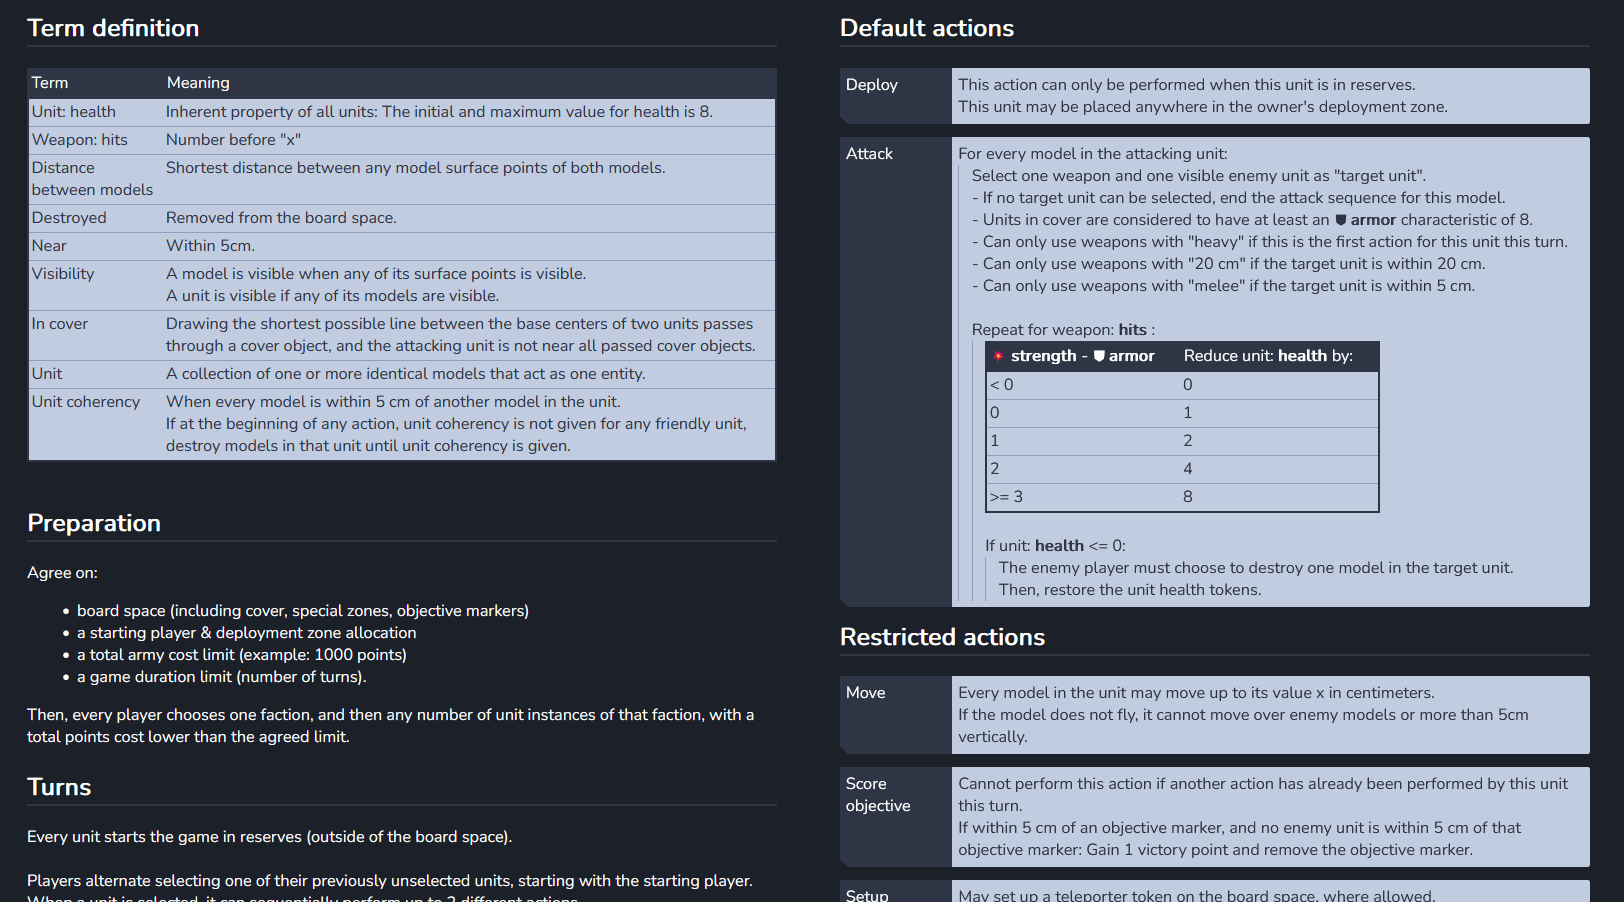 Term definition
Term Meaning
Unit: health Inherent property of all units: The initial and maximum value for health is 8.
Weapon: hits Number before "x"
Distance between models Shortest distance between any model surface points of both models.
Destroyed Removed from the board space.
Near Within 5cm.
Visibility A model is visible when any of its surface points is visible.
A unit is visible if any of its models are visible.
In cover Drawing the shortest possible line between the base centers of two units passes
through a cover object, and the attacking unit is not near all passed cover objects.
Unit A collection of one or more identical models that act as one entity.
Unit coherency When every model is within 5 cm of another model in the unit.
If at the beginning of any action, unit coherency is not given for any friendly unit,
destroy models in that unit until unit coherency is given.
Preparation
Agree on:
• board space (including cover, special zones, objective markers)
• a starting player & deployment zone allocation
• a total army cost limit (example: 1000 points)
• a game duration limit (number of turns).
Then, every player chooses one faction, and then any number of unit instances of that faction, with a
total points cost lower than the agreed limit.
Turns
Every unit starts the game in reserves (outside of the board space).
Players alternate selecting one of their previously unselected units, starting with the starting player.
When a unit is selected, it can sequentially perform up to 2 different actions.
Default actions
Deploy This action can only be performed when this unit is in reserves.
This unit may be placed anywhere in the owner's deployment zone.
Attack For every model in the attacking unit:
Select one weapon and one visible enemy unit as "target unit".
- If no target unit can be selected, end the attack sequence for this model.
- Units in cover are considered to have at least an armor characteristic of 8.
- Can only use weapons with "heavy" if this is the first action for this unit this turn.
- Can only use weapons with "20 cm" if the target unit is within 20 cm.
- Can only use weapons with "melee" if the target unit is within 5 cm.
Repeat for weapon: hits :
strength - armor Reduce unit: health by:
< 0 0
0 1
1 2
2 4
>= 3 8
If unit: health <= 0:
The enemy player must choose to destroy one model in the target unit.
Then, restore the unit health tokens.
Restricted actions
Move Every model in the unit may move up to its value x in centimeters.
If the model does not fly, it cannot move over enemy models or more than 5cm
vertically.
Score objective Cannot perform this action if another action has already been performed by this unit
this turn.
If within 5 cm of an objective marker, and no enemy unit is within 5 cm of that
objective marker: Gain 1 victory point and remove the objective marker.
Setup May set up a teleporter token on the board space, where allowed.